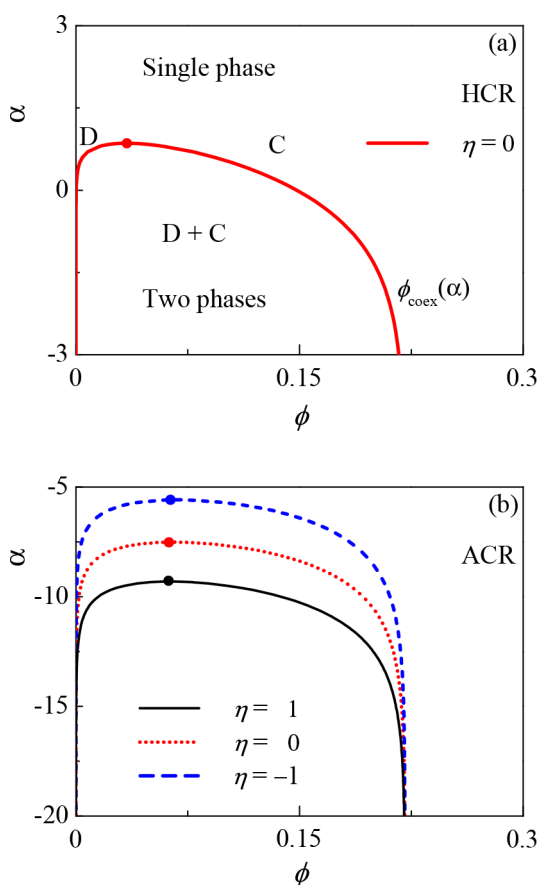 3
(a)
Single phase
HCR
α
D
η = 0
C
0
D + C
ϕcoex(α)
Two phases
-3
0
0.15
0.3
ϕ
-5
(b)
α
ACR
-10
η = 1
-15
η = 0
η = –1
-20
0
0.15
0.3
ϕ